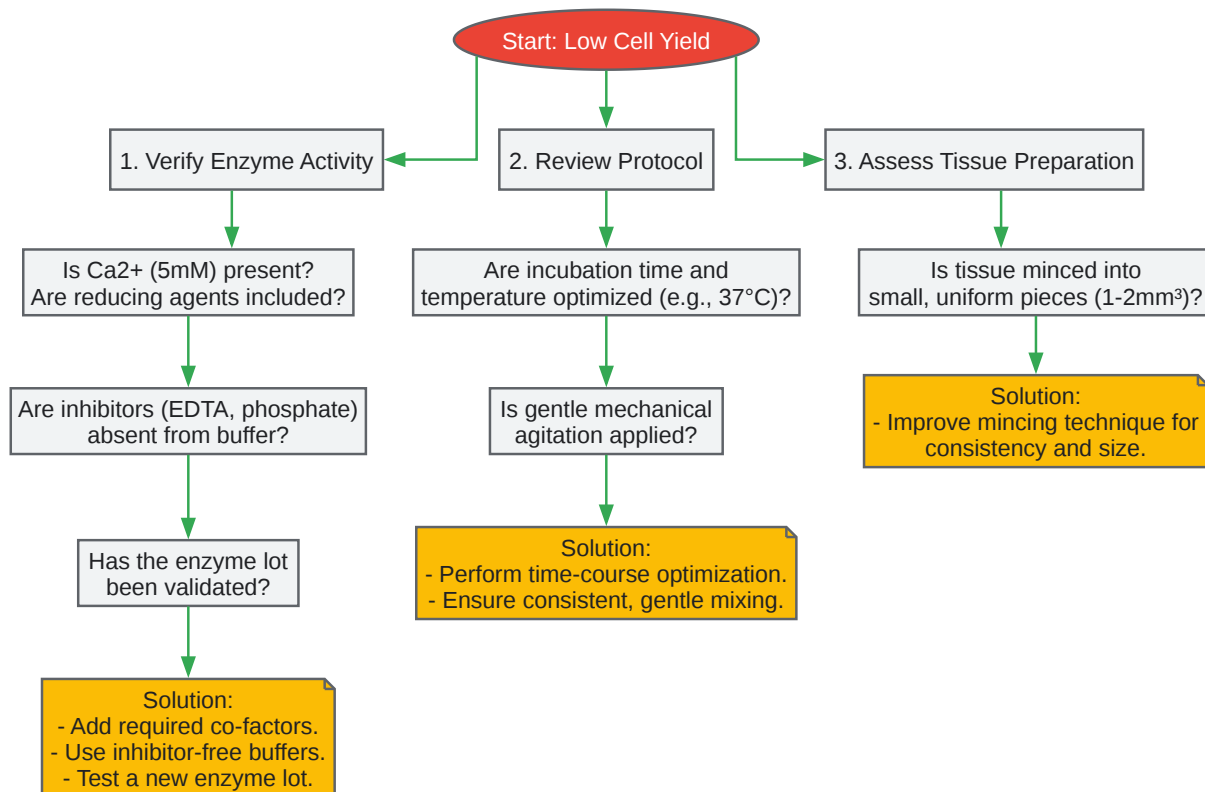 Start: Low Cell Yield
1. Verify Enzyme Activity
2. Review Protocol
3. Assess Tissue Preparation
Is Ca2+ (5mM) present?
Are reducing agents included?
Are incubation time and
temperature optimized (e.g., 37°C)?
Is tissue minced into
small, uniform pieces (1-2mm³)?
Are inhibitors (EDTA, phosphate)
absent from buffer?
Is gentle mechanical
agitation applied?
Solution:
- Improve mincing technique for
consistency and size.
Has the enzyme lot
been validated?
Solution:
- Perform time-course optimization.
- Ensure consistent, gentle mixing.
Solution:
- Add required co-factors.
- Use inhibitor-free buffers.
- Test a new enzyme lot.